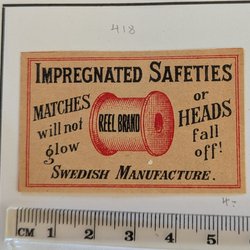 418
IMPREGNATED SAFETIES
MATCHES
will not
glow
REEL BRAND
or
HEADS
fall
off!
SWEDISH MANUFACTURE.
4.-
CM 1 2 3 4 5